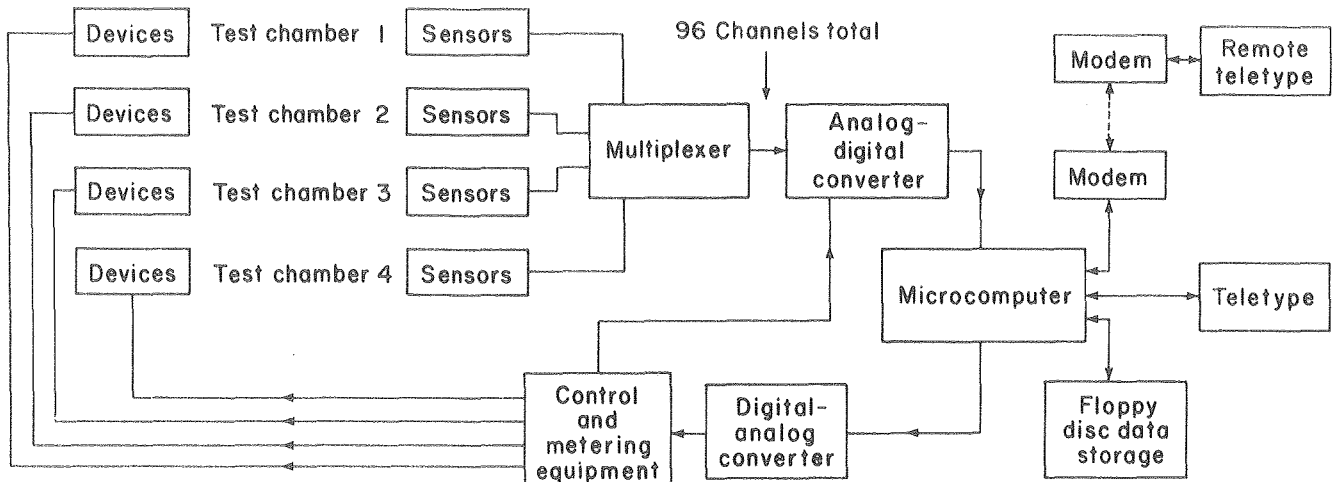 Devices Test chamber 1 Sensors
96 Channels total
Modem
Remote
teletype
Devices Test chamber 2 Sensors
Multiplexer
Analog-
digital
converter
Modem
Devices Test chamber 3 Sensors
Devices Test chamber 4 Sensors
Microcomputer
Teletype
Control
and
metering
equipment
Digital-
analog
converter
Floppy
disc data
storage